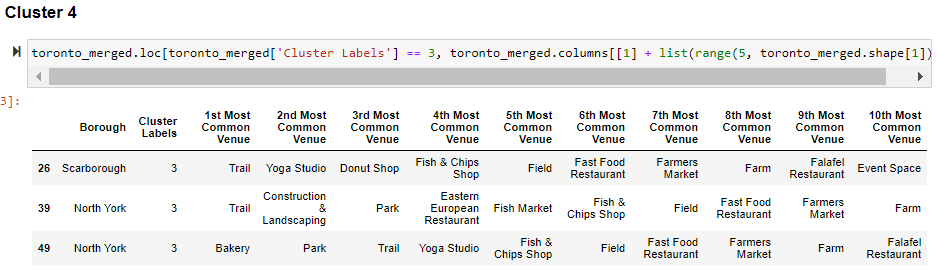 Cluster 4
toronto_merged.loc[toronto_merged['Cluster Labels'] == 3, toronto_merged.columns[[1] + list(range(5, toronto_merged.shape[1])
3]:
Borough Cluster Labels 1st Most Common Venue 2nd Most Common Venue 3rd Most Common Venue 4th Most Common Venue 5th Most Common Venue 6th Most Common Venue 7th Most Common Venue 8th Most Common Venue 9th Most Common Venue 10th Most Common Venue
26 Scarborough 3 Trail Yoga Studio Donut Shop Fish & Chips Shop Field Fast Food Restaurant Farmers Market Farm Falafel Restaurant Event Space
39 North York 3 Trail Construction & Landscaping Park Eastern European Restaurant Fish Market Fish & Chips Shop Field Fast Food Restaurant Farmers Market Farm
49 North York 3 Bakery Park Trail Yoga Studio Fish & Chips Shop Field Fast Food Restaurant Farmers Market Farm Falafel Restaurant